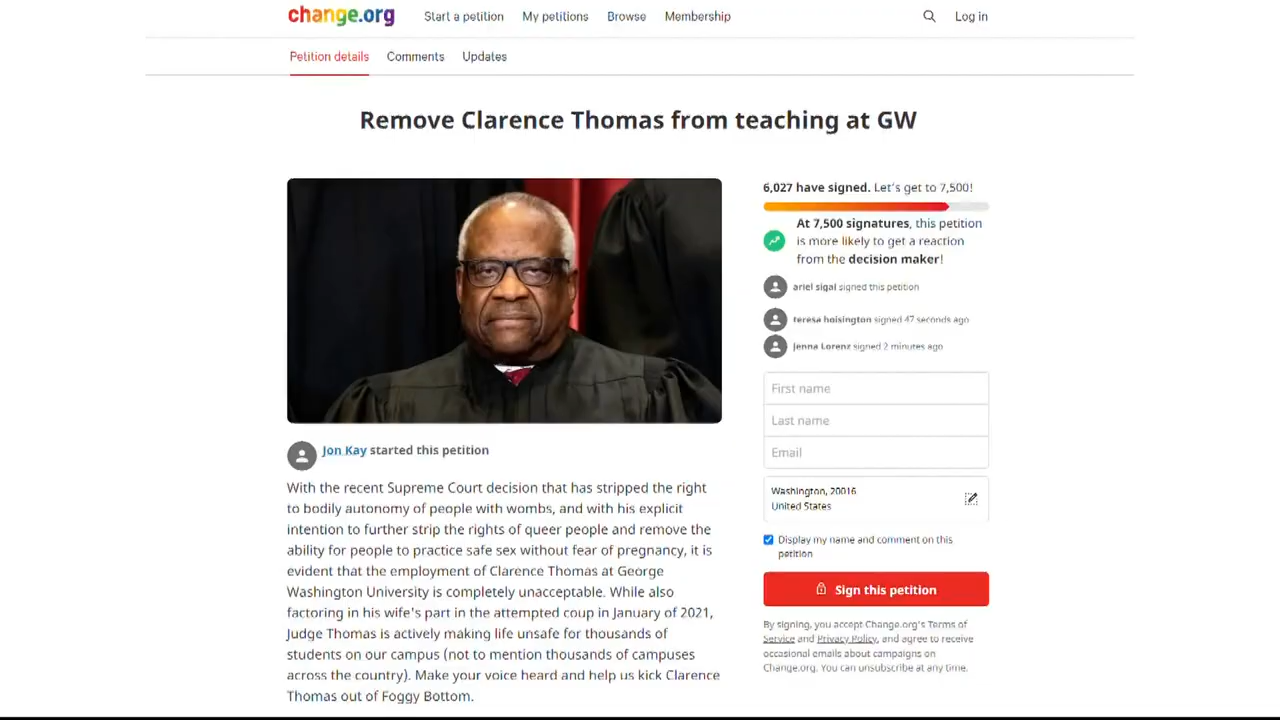 change.org Start a petition My petitions Browse Membership Log in
Petition details Comments Updates
Remove Clarence Thomas from teaching at GW
6,027 have signed. Let's get to 7,500!
At 7,500 signatures, this petition
is more likely to get a reaction
from the decision maker!
ariel sigal signed this petition
teresa hoisington signed 47 seconds ago
Jenna Lorenz signed 2 minutes ago
First name
Last name
Email
Washington, 20016
United States
Display my name and comment on this
petition
Sign this petition
By signing, you accept Change.org's Terms of
Service and Privacy Policy, and agree to receive
occasional emails about campaigns on
Change.org. You can unsubscribe at any time.
Jon Kay started this petition
With the recent Supreme Court decision that has stripped the right
to bodily autonomy of people with wombs, and with his explicit
intention to further strip the rights of queer people and remove the
ability for people to practice safe sex without fear of pregnancy, it is
evident that the employment of Clarence Thomas at George
Washington University is completely unacceptable. While also
factoring in his wife's part in the attempted coup in January of 2021,
Judge Thomas is actively making life unsafe for thousands of
students on our campus (not to mention thousands of campuses
across the country). Make your voice heard and help us kick Clarence
Thomas out of Foggy Bottom.